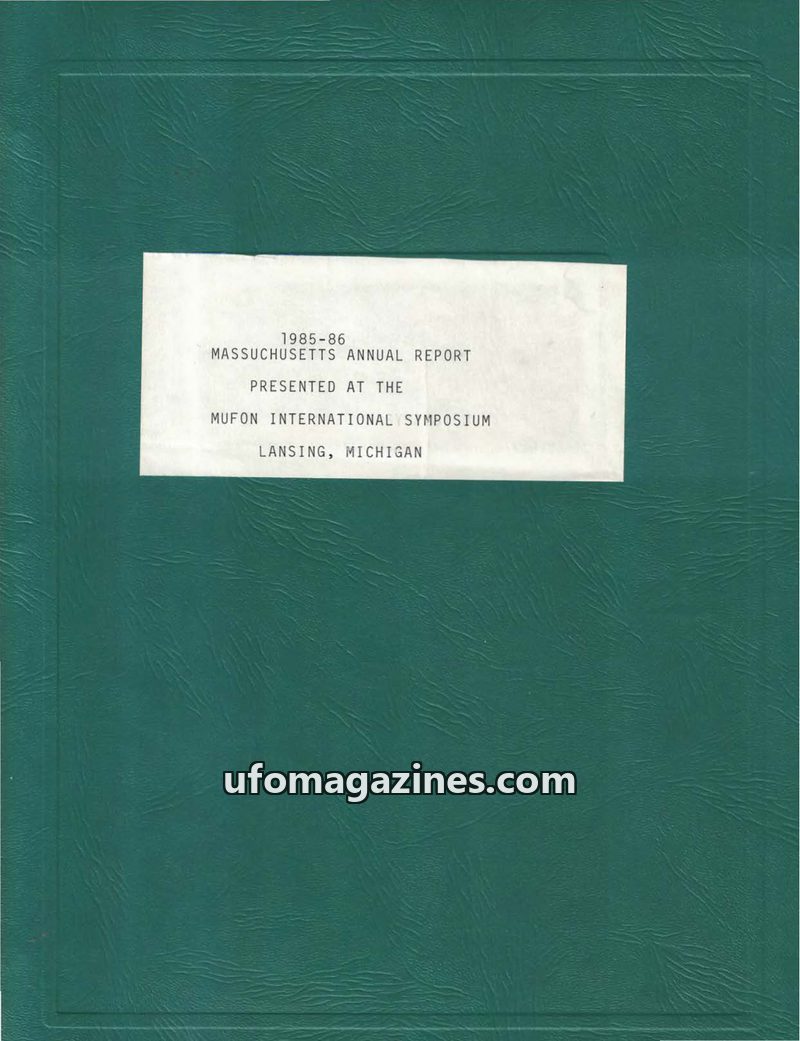 1985-86
MASSUCHUSETTS ANNUAL REPORT
PRESENTED AT THE
MUFON INTERNATIONAL SYMPOSIUM
LANSING, MICHIGAN
ufomagazines.com